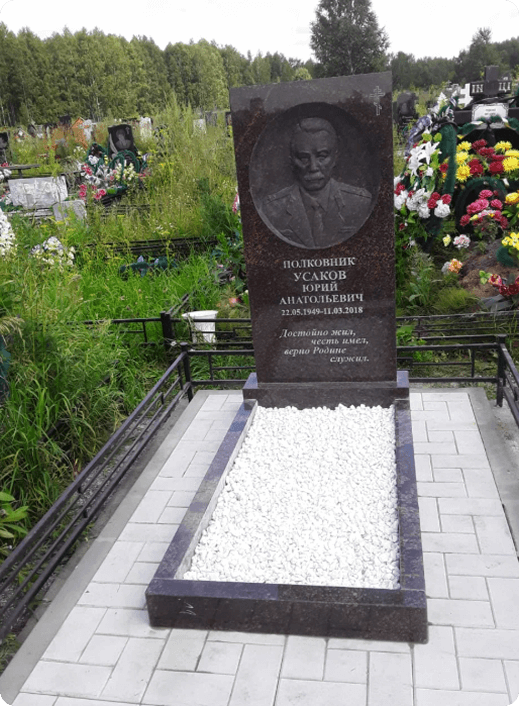 ПОЛКОВНИК
УСАКОВ
ЮРИЙ
АНАТОЛЬЕВИЧ
22.05.1949-11.03.2018
Достойно жил,
честь имел,
верно Родине
служил.